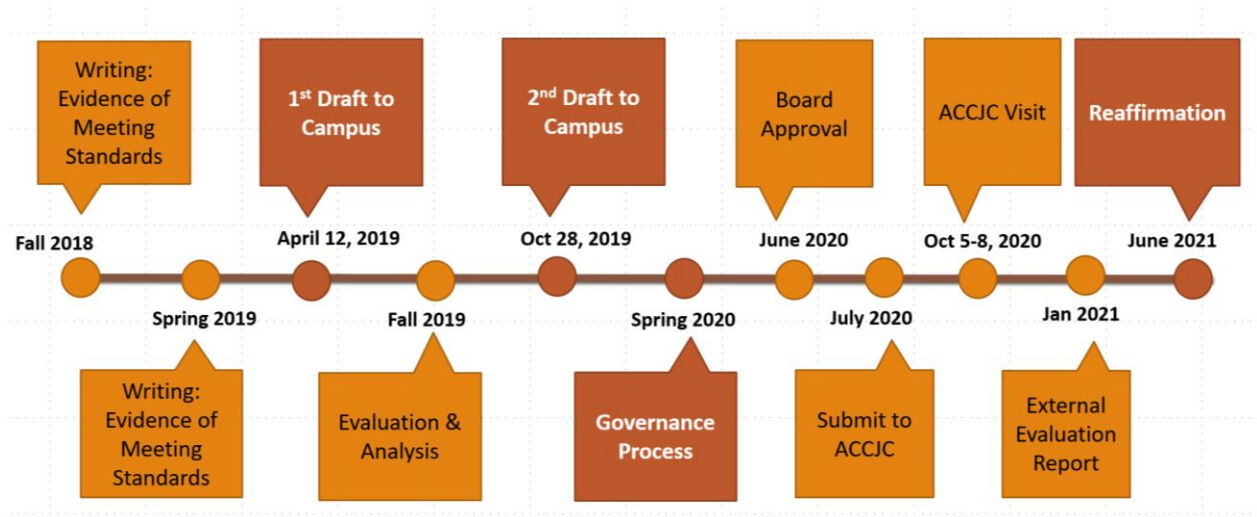 Writing:
Evidence of
Meeting
Standards
1st Draft to
Campus
2nd Draft to
Campus
Board
Approval
ACCJC Visit
Reaffirmation
Fall 2018
April 12, 2019
Oct 28, 2019
June 2020
Oct 5-8, 2020
June 2021
Spring 2019
Fall 2019
Spring 2020
July 2020
Jan 2021
Writing:
Evidence of
Meeting
Standards
Evaluation &
Analysis
Governance
Process
Submit to
ACCJC
External
Evaluation
Report